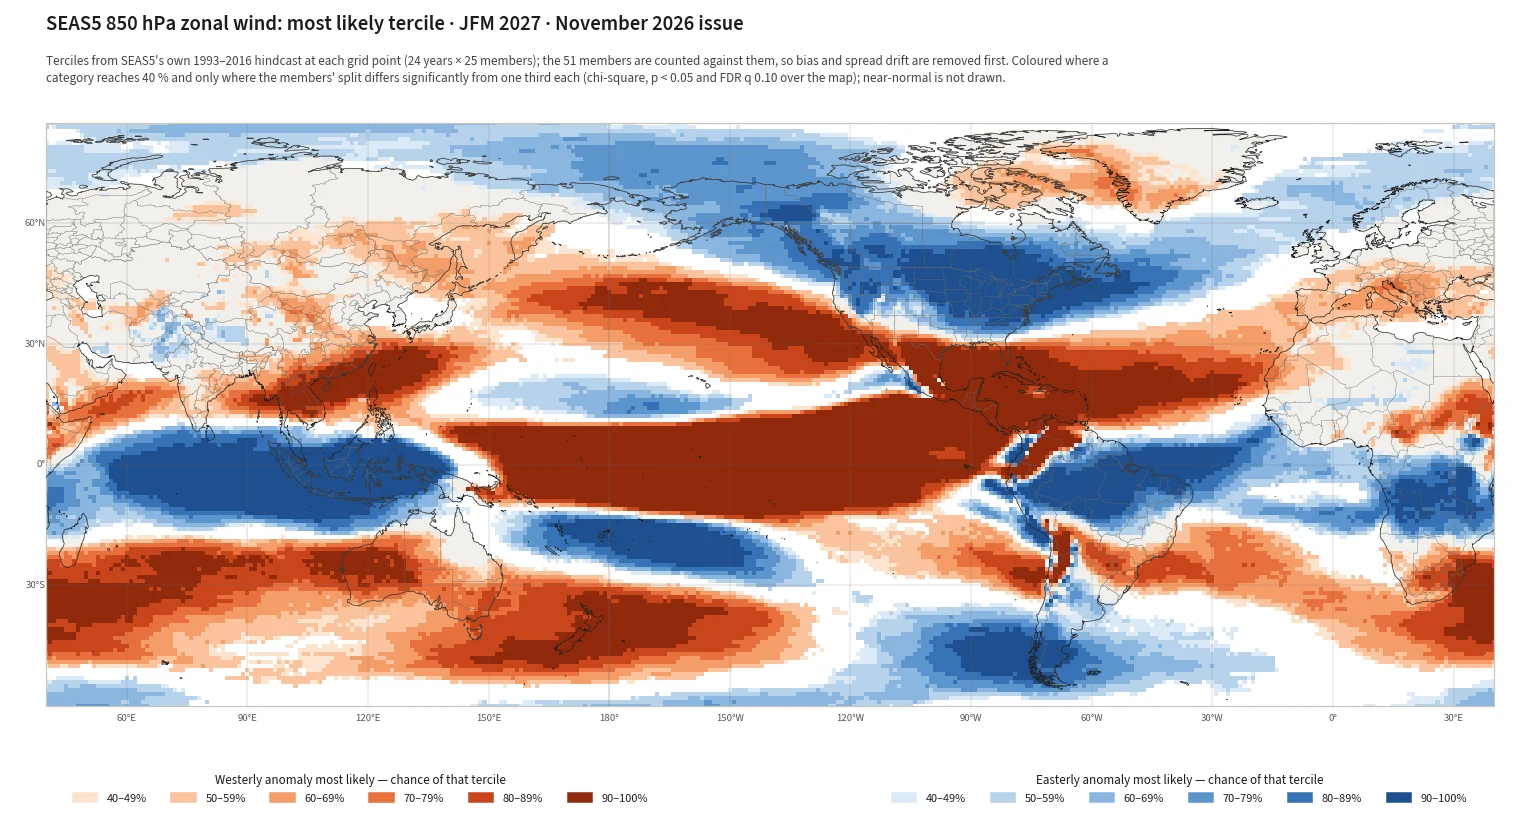 SEAS5 850 hPa zonal wind: most likely tercile · JFM 2027 · November 2026 issue
Terciles from SEAS5's own 1993–2016 hindcast at each grid point (24 years × 25 members); the 51 members are counted against them, so bias and spread drift are removed first. Coloured where a
category reaches 40 % and only where the members' split differs significantly from one third each (chi-square, p < 0.05 and FDR q 0.10 over the map); near-normal is not drawn.
60°N
30°N
0°
30°S
60°E 90°E 120°E 150°E 180° 150°W 120°W 90°W 60°W 30°W 0° 30°E
Westerly anomaly most likely — chance of that tercile
40–49% 50–59% 60–69% 70–79% 80–89% 90–100%
Easterly anomaly most likely — chance of that tercile
40–49% 50–59% 60–69% 70–79% 80–89% 90–100%